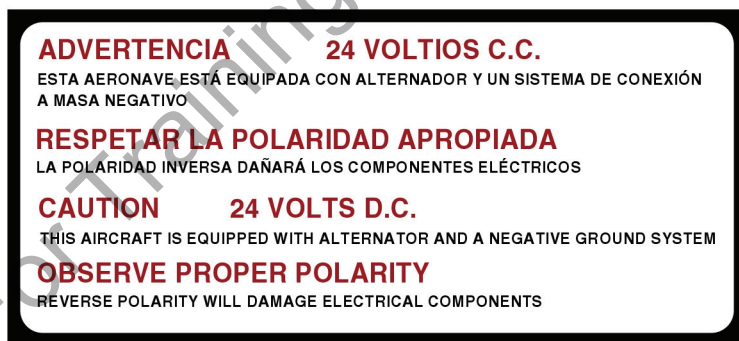 ADVERTENCIA 24 VOLTIOS C.C.
ESTA AERONAVE ESTÁ EQUIPADA CON ALTERNADOR Y UN SISTEMA DE CONEXIÓN
A MASA NEGATIVO
RESPETAR LA POLARIDAD APROPIADA
LA POLARIDAD INVERSA DAÑARÁ LOS COMPONENTES ELÉCTRICOS
CAUTION 24 VOLTS D.C.
THIS AIRCRAFT IS EQUIPPED WITH ALTERNATOR AND A NEGATIVE GROUND SYSTEM
OBSERVE PROPER POLARITY
REVERSE POLARITY WILL DAMAGE ELECTRICAL COMPONENTS
or Training